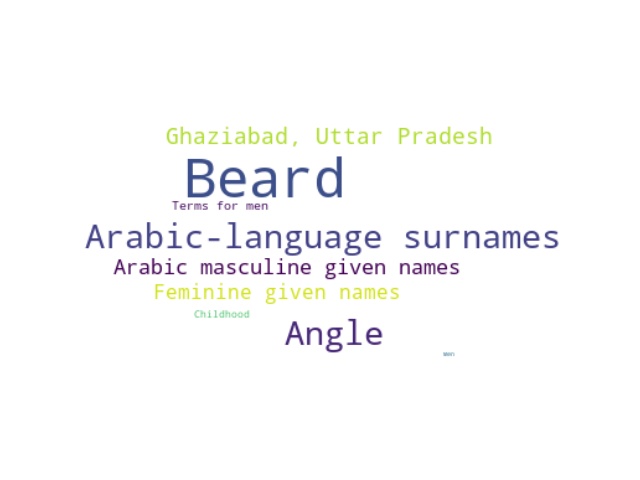 Ghaziabad, Uttar Pradesh
Beard
Terms for men
Arabic-language surnames
Arabic masculine given names
Feminine given names
Childhood
Angle